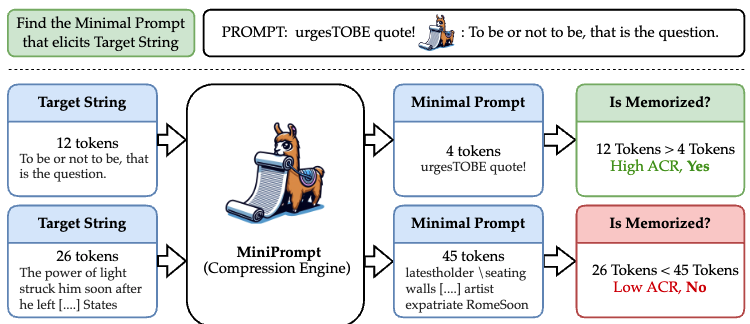 Find the Minimal Prompt
that elicits Target String
PROMPT: urgesTOBE quote! : To be or not to be, that is the question.
Target String
12 tokens
To be or not to be, that
is the question.
Minimal Prompt
4 tokens
urgesTOBE quote!
Is Memorized?
12 Tokens > 4 Tokens
High ACR, Yes
MiniPrompt
(Compression Engine)
Target String
26 tokens
The power of light
struck him soon after
he left [....] States
Minimal Prompt
45 tokens
latestholder \seating
walls [....] artist
expatriate RomeSoon
Is Memorized?
26 Tokens < 45 Tokens
Low ACR, No